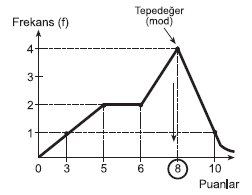 Tepedeğer
(mod)
Frekans (f)
4
3
2
1
0 3 5 6 8 10
Puanlar